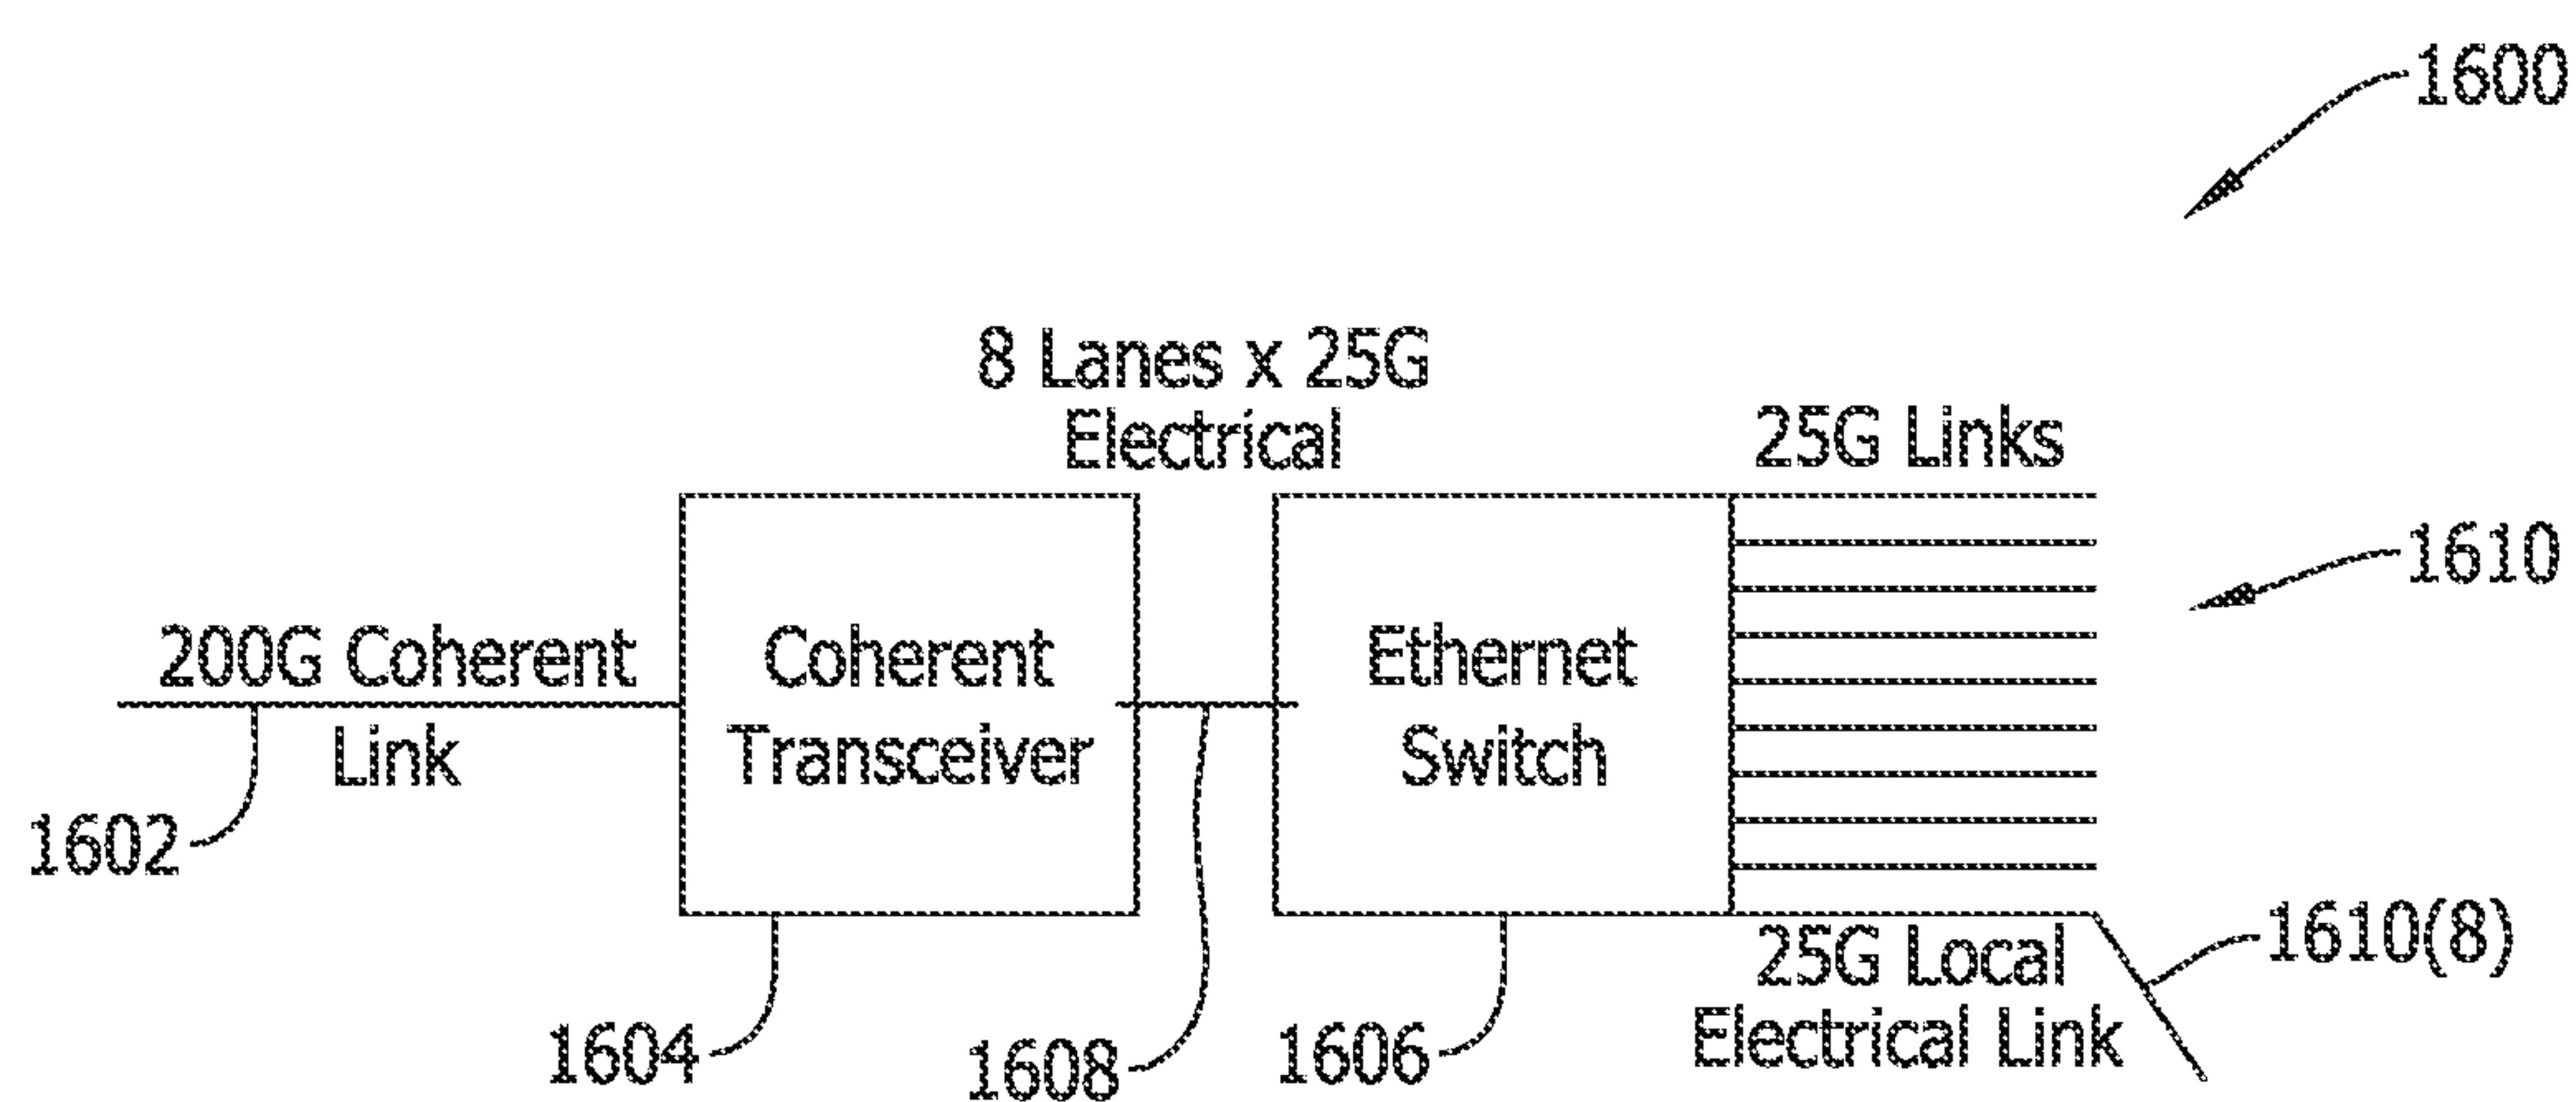 1600
8 Lanes x 25G
Electrical
25G Links
1610
200G Coherent
Link
Coherent
Transceiver
Ethernet
Switch
1602
25G Local
Electrical Link
1610(8)
1604
1608
1606